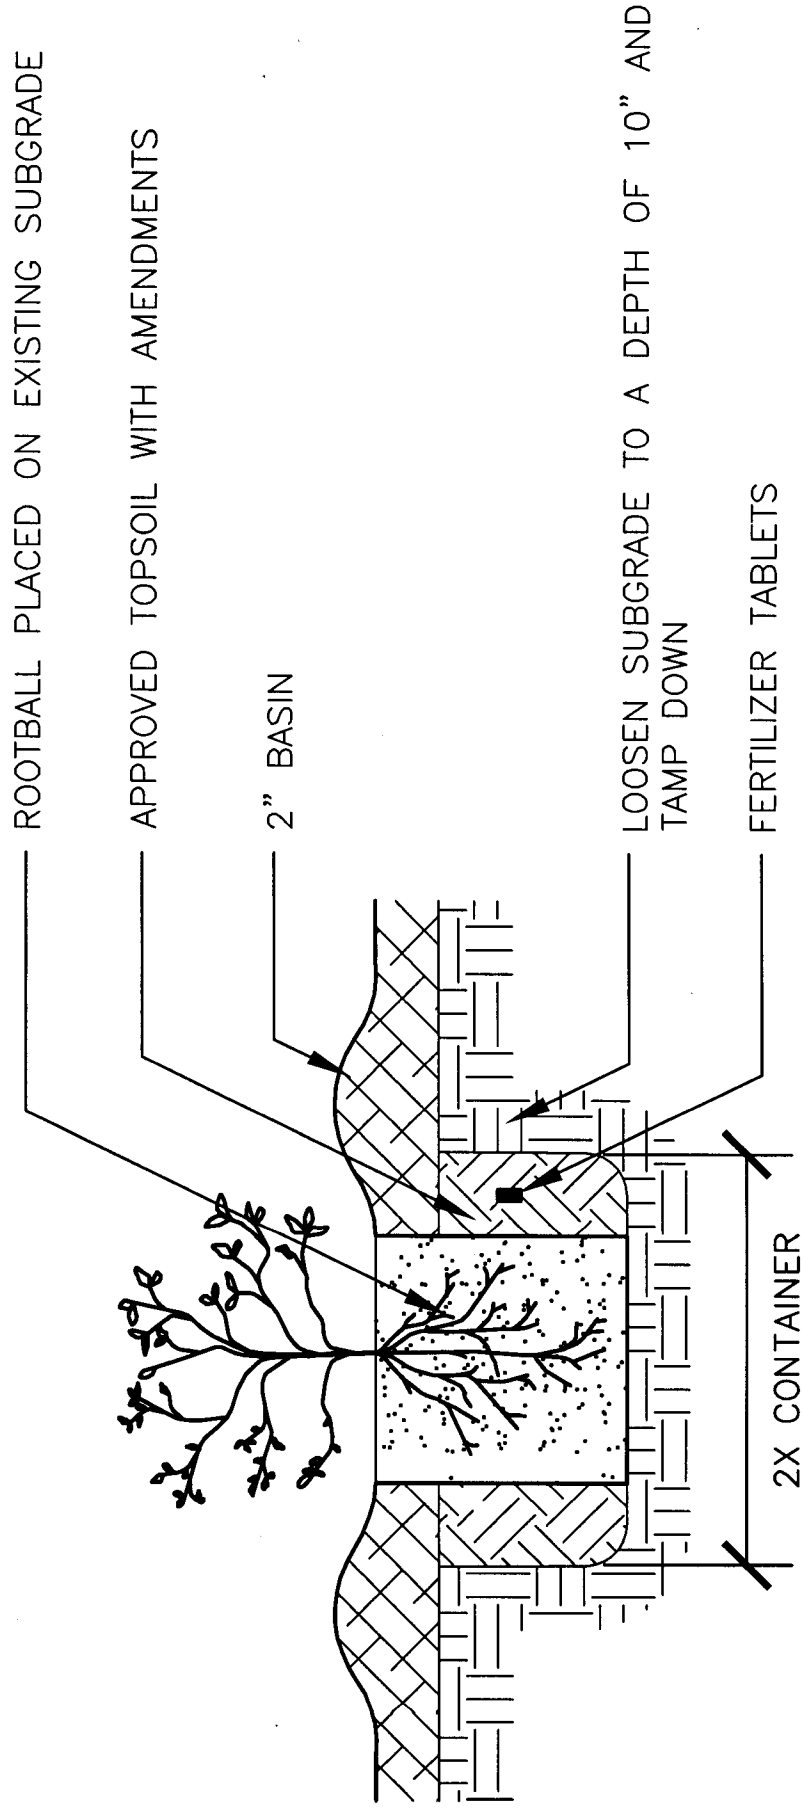 ROOTBALL PLACED ON EXISTING SUBGRADE
APPROVED TOPSOIL WITH AMENDMENTS
2” BASIN
LOOSEN SUBGRADE TO A DEPTH OF 10” AND
TAMP DOWN
FERTILIZER TABLETS
2X CONTAINER